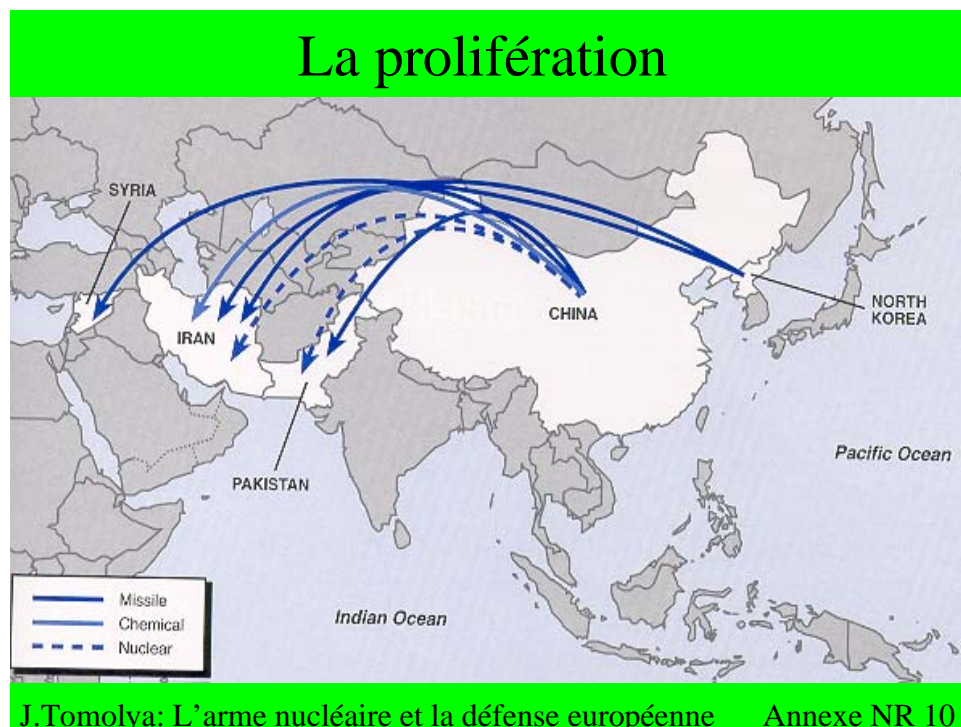 La prolifération
SYRIA
IRAN
CHINA
NORTH
KOREA
Pacific Ocean
PAKISTAN
Missile
Chemical
Nuclear
Indian Ocean
J.Tomolya: L’arme nucléaire et la défense européenne Annexe NR 10